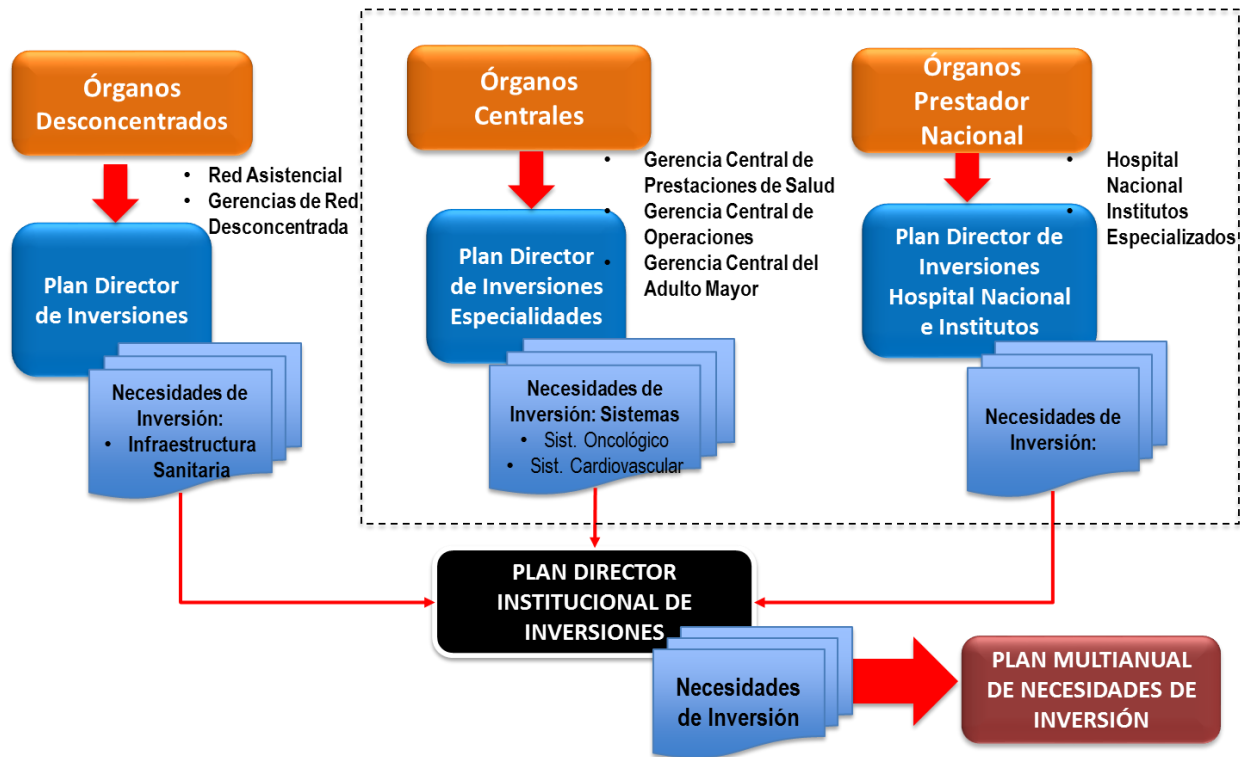 Órganos
Desconcentrados
• Red Asistencial
• Gerencias de Red
Desconcentrada
Plan Director
de Inversiones
Necesidades de
Inversión:
• Infraestructura
Sanitaria
Órganos
Centrales
• Gerencia Central de
Prestaciones de Salud
• Gerencia Central de
Operaciones
• Gerencia Central del
Adulto Mayor
Plan Director
de Inversiones
Especialidades
Necesidades de
Inversión: Sistemas
• Sist. Oncológico
• Sist. Cardiovascular
Órganos
Prestador
Nacional
• Hospital
Nacional
• Institutos
Especializados
Plan Director de
Inversiones
Hospital Nacional
e Institutos
Necesidades de
Inversión:
PLAN DIRECTOR
INSTITUCIONAL DE
INVERSIONES
Necesidades
de Inversión
PLAN MULTIANUAL
DE NECESIDADES DE
INVERSIÓN